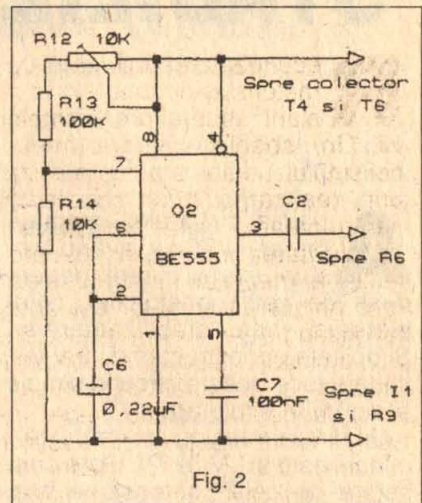 R12 10K
Spre colector
T4 si T6
R13
100K
8
4
7
R14
10K
6
02
3
C2
BE555
Spre R6
2
1
5
C6
0,22uF
C7
100nF
Spre I1
si R9
Fig. 2